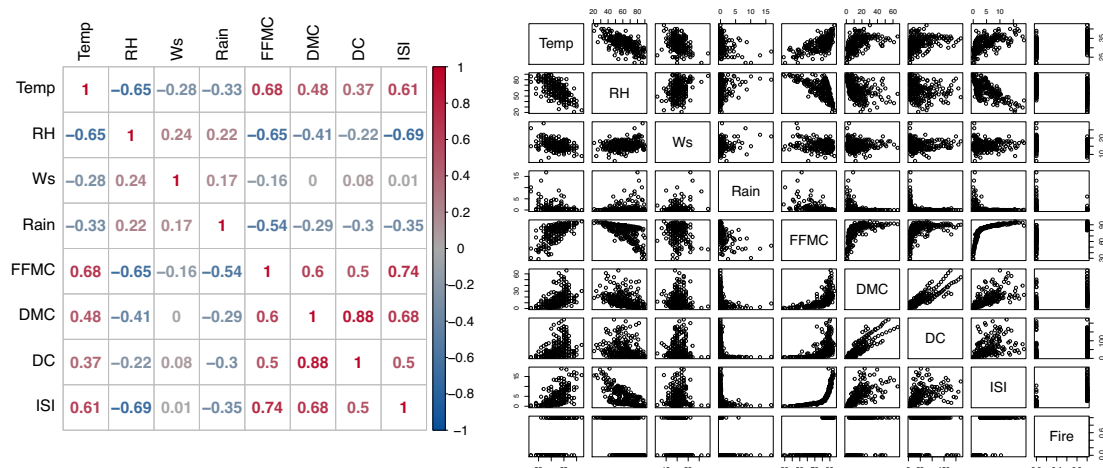 Temp RH Ws Rain FFMC DMC DC ISI
Temp 1 −0.65 −0.28 −0.33 0.68 0.48 0.37 0.61
RH −0.65 1 0.24 0.22 −0.65 −0.41 −0.22 −0.69
Ws −0.28 0.24 1 0.17 −0.16 0 0.08 0.01
Rain −0.33 0.22 0.17 1 −0.54 −0.29 −0.3 −0.35
FFMC 0.68 −0.65 −0.16 −0.54 1 0.6 0.5 0.74
DMC 0.48 −0.41 0 −0.29 0.6 1 0.88 0.68
DC 0.37 −0.22 0.08 −0.3 0.5 0.88 1 0.5
ISI 0.61 −0.69 0.01 −0.35 0.74 0.68 0.5 1
1
0.8
0.6
0.4
0.2
0
−0.2
−0.4
−0.6
−0.8
−1
20 40 60 80
0 5 10 15
0 20 40 60
0 5 10
Temp
RH
Ws
Rain
FFMC
DMC
DC
ISI
Fire